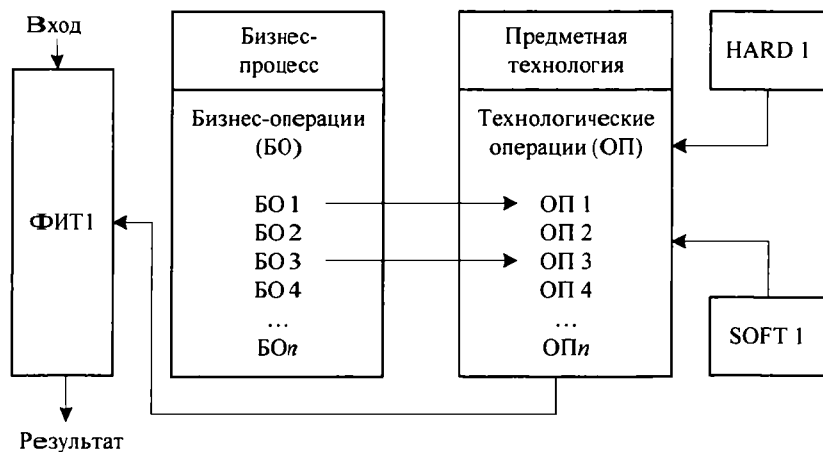 Вход
ФИТ1
Результат
Бизнес-
процесс
Бизнес-операции
(БО)
БО 1
БО 2
БО 3
БО 4
...
БОn
Предметная
технология
Технологические
операции (ОП)
ОП 1
ОП 2
ОП 3
ОП 4
...
ОПn
HARD 1
SOFT 1